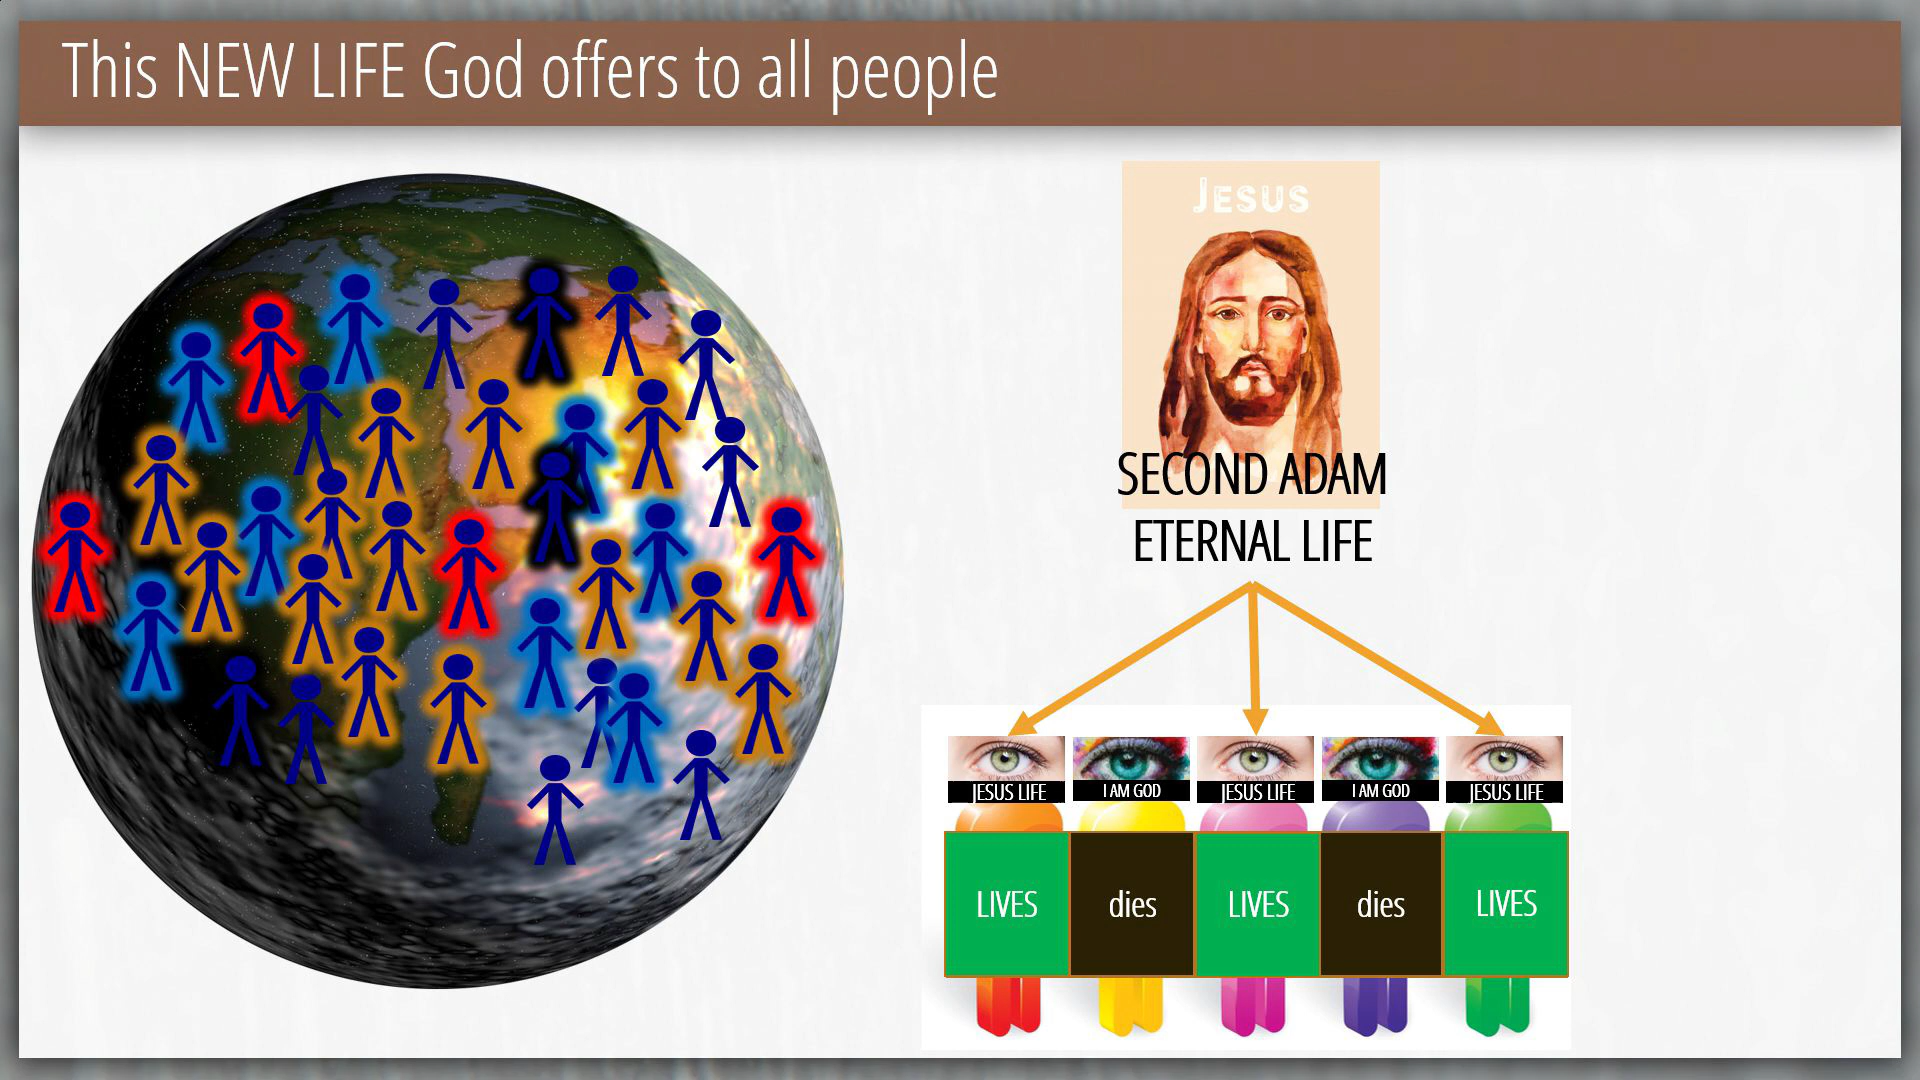 This NEW LIFE God offers to all people
JESUS
SECOND ADAM
ETERNAL LIFE
JESUS LIFE
I AM GOD
JESUS LIFE
I AM GOD
JESUS LIFE
LIVES
dies
LIVES
dies
LIVES